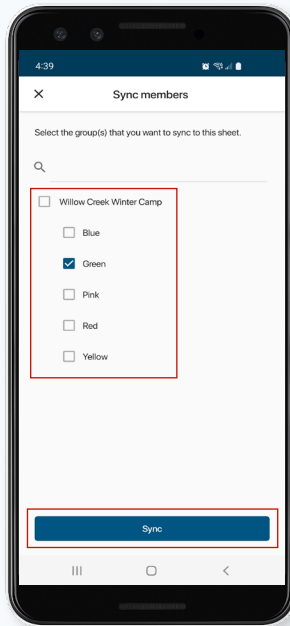 4:39
Sync members
Select the group(s) that you want to sync to this sheet.
Willow Creek Winter Camp
Blue
Green
Pink
Red
Yellow
Sync